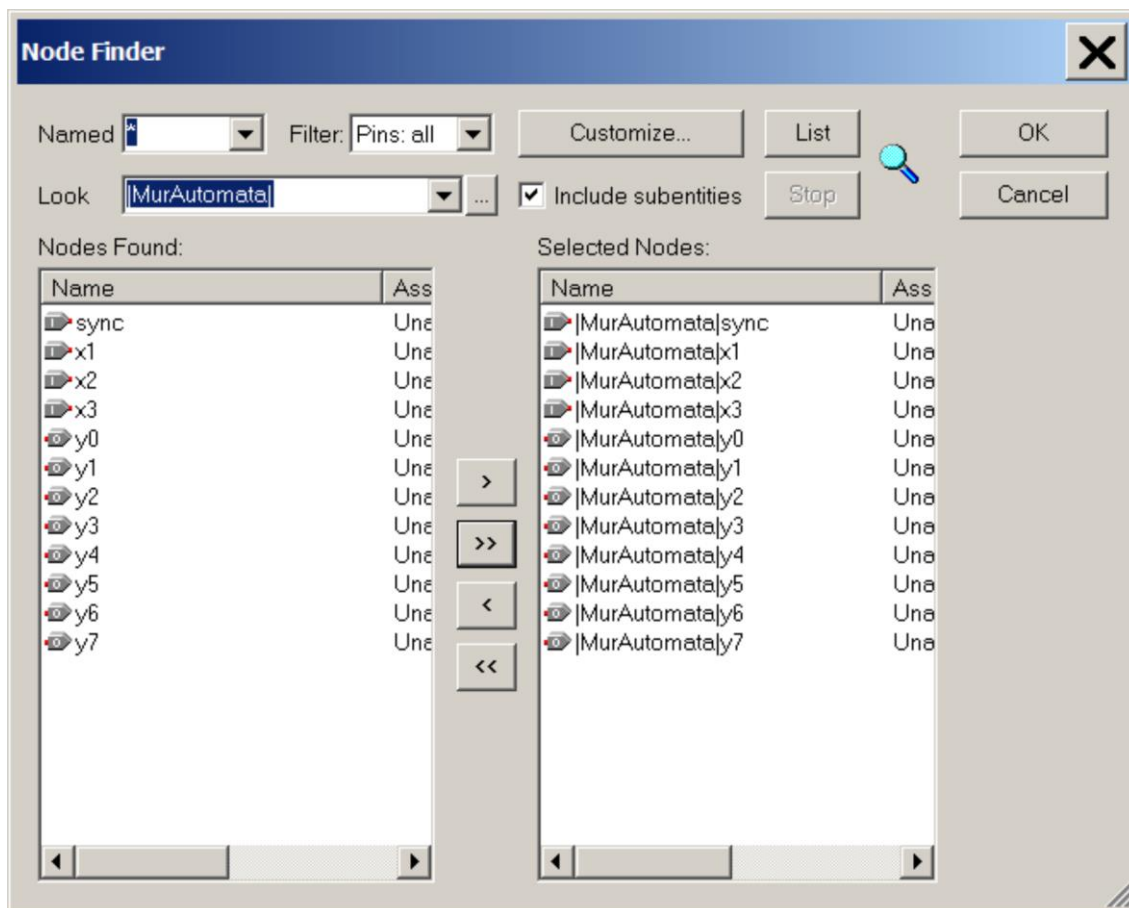 Node Finder
Named * Filter: Pins: all Customize... List OK
Look |MurAutomata| ... Include subentities Stop Cancel
Nodes Found: Selected Nodes:
Name Ass Name Ass
sync Una |MurAutomata|sync Una
x1 Una |MurAutomata|x1 Una
x2 Una |MurAutomata|x2 Una
x3 Una |MurAutomata|x3 Una
y0 Una |MurAutomata|y0 Una
y1 Una |MurAutomata|y1 Una
y2 Una |MurAutomata|y2 Una
y3 Una |MurAutomata|y3 Una
y4 Una |MurAutomata|y4 Una
y5 Una |MurAutomata|y5 Una
y6 Una |MurAutomata|y6 Una
y7 Una |MurAutomata|y7 Una
>
>>
<
<<